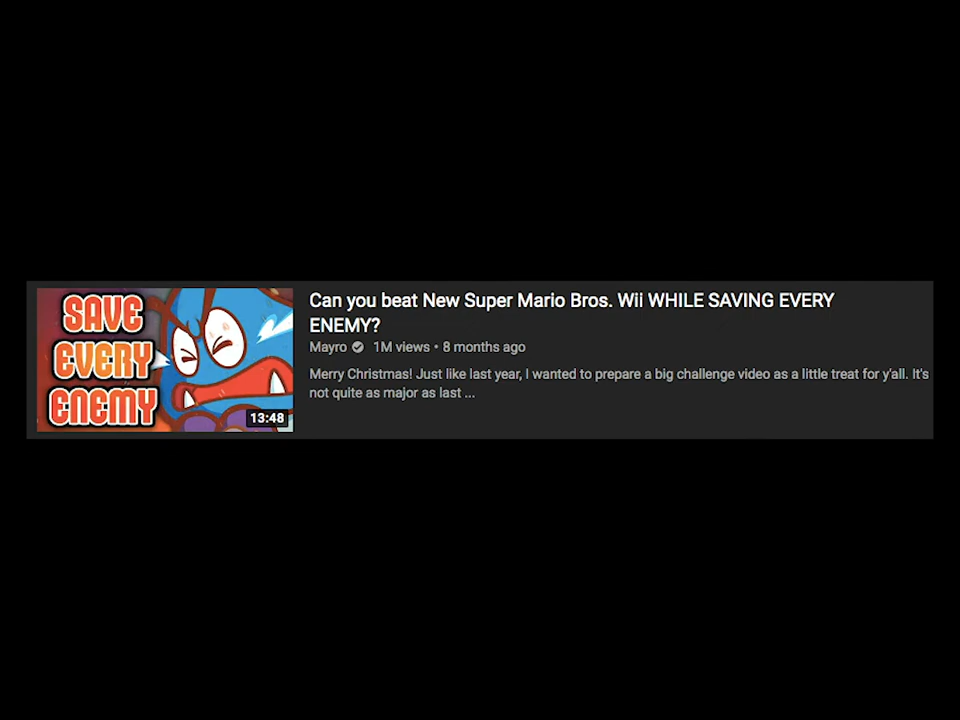 SAVE
EVERY
ENEMY
13:48
Can you beat New Super Mario Bros. Wii WHILE SAVING EVERY
ENEMY?
Mayro 1M views • 8 months ago
Merry Christmas! Just like last year, I wanted to prepare a big challenge video as a little treat for y'all. It's
not quite as major as last ...